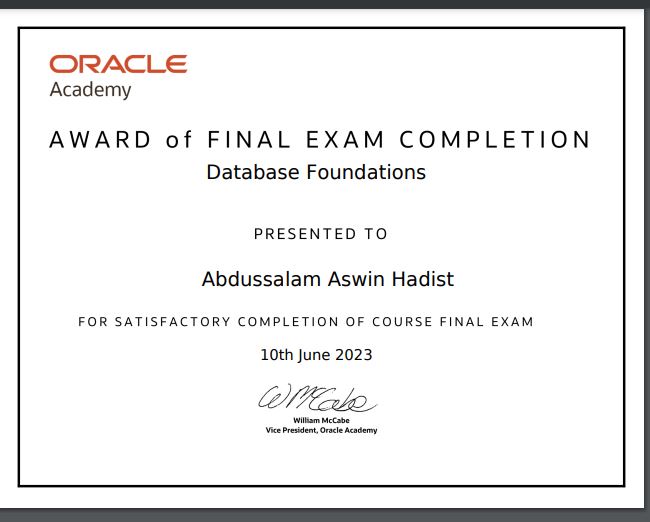 ORACLE
Academy
AWARD of FINAL EXAM COMPLETION
Database Foundations
PRESENTED TO
Abdussalam Aswin Hadist
FOR SATISFACTORY COMPLETION OF COURSE FINAL EXAM
10th June 2023
W McCabe
William McCabe
Vice President, Oracle Academy